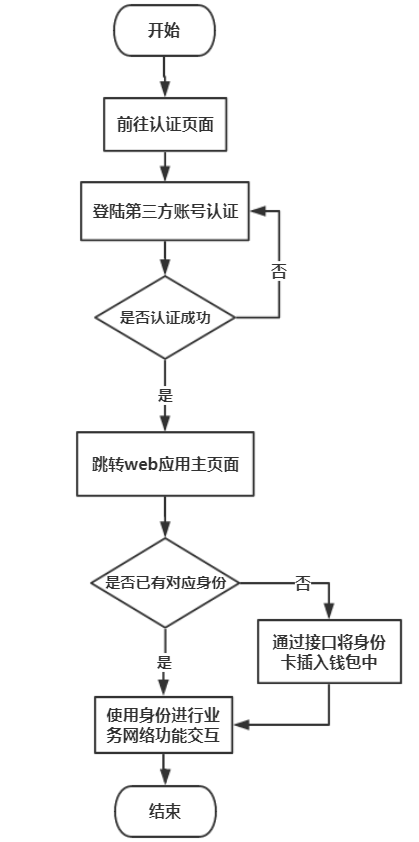 开始
前往认证页面
登陆第三方账号认证
否
是否认证成功
是
跳转web应用主页面
是否已有对应身份
否
通过接口将身份
卡插入钱包中
是
使用身份进行业
务网络功能交互
结束